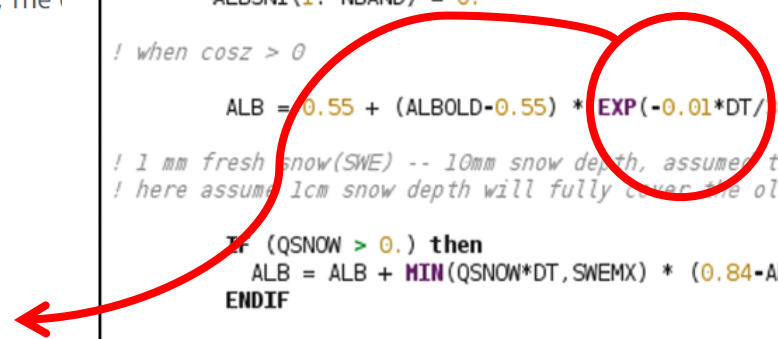 , The
ALBSNI(1: NBAND) = 0.
! when cosz > 0
ALB = 0.55 + (ALBOLD-0.55) * EXP(-0.01*DT/
! 1 mm fresh snow(SWE) -- 10mm snow depth, assumed t
! here assume 1cm snow depth will fully cover the ol
IF (QSNOW > 0.) then
ALB = ALB + MIN(QSNOW*DT,SWEMX) * (0.84-A
ENDIF